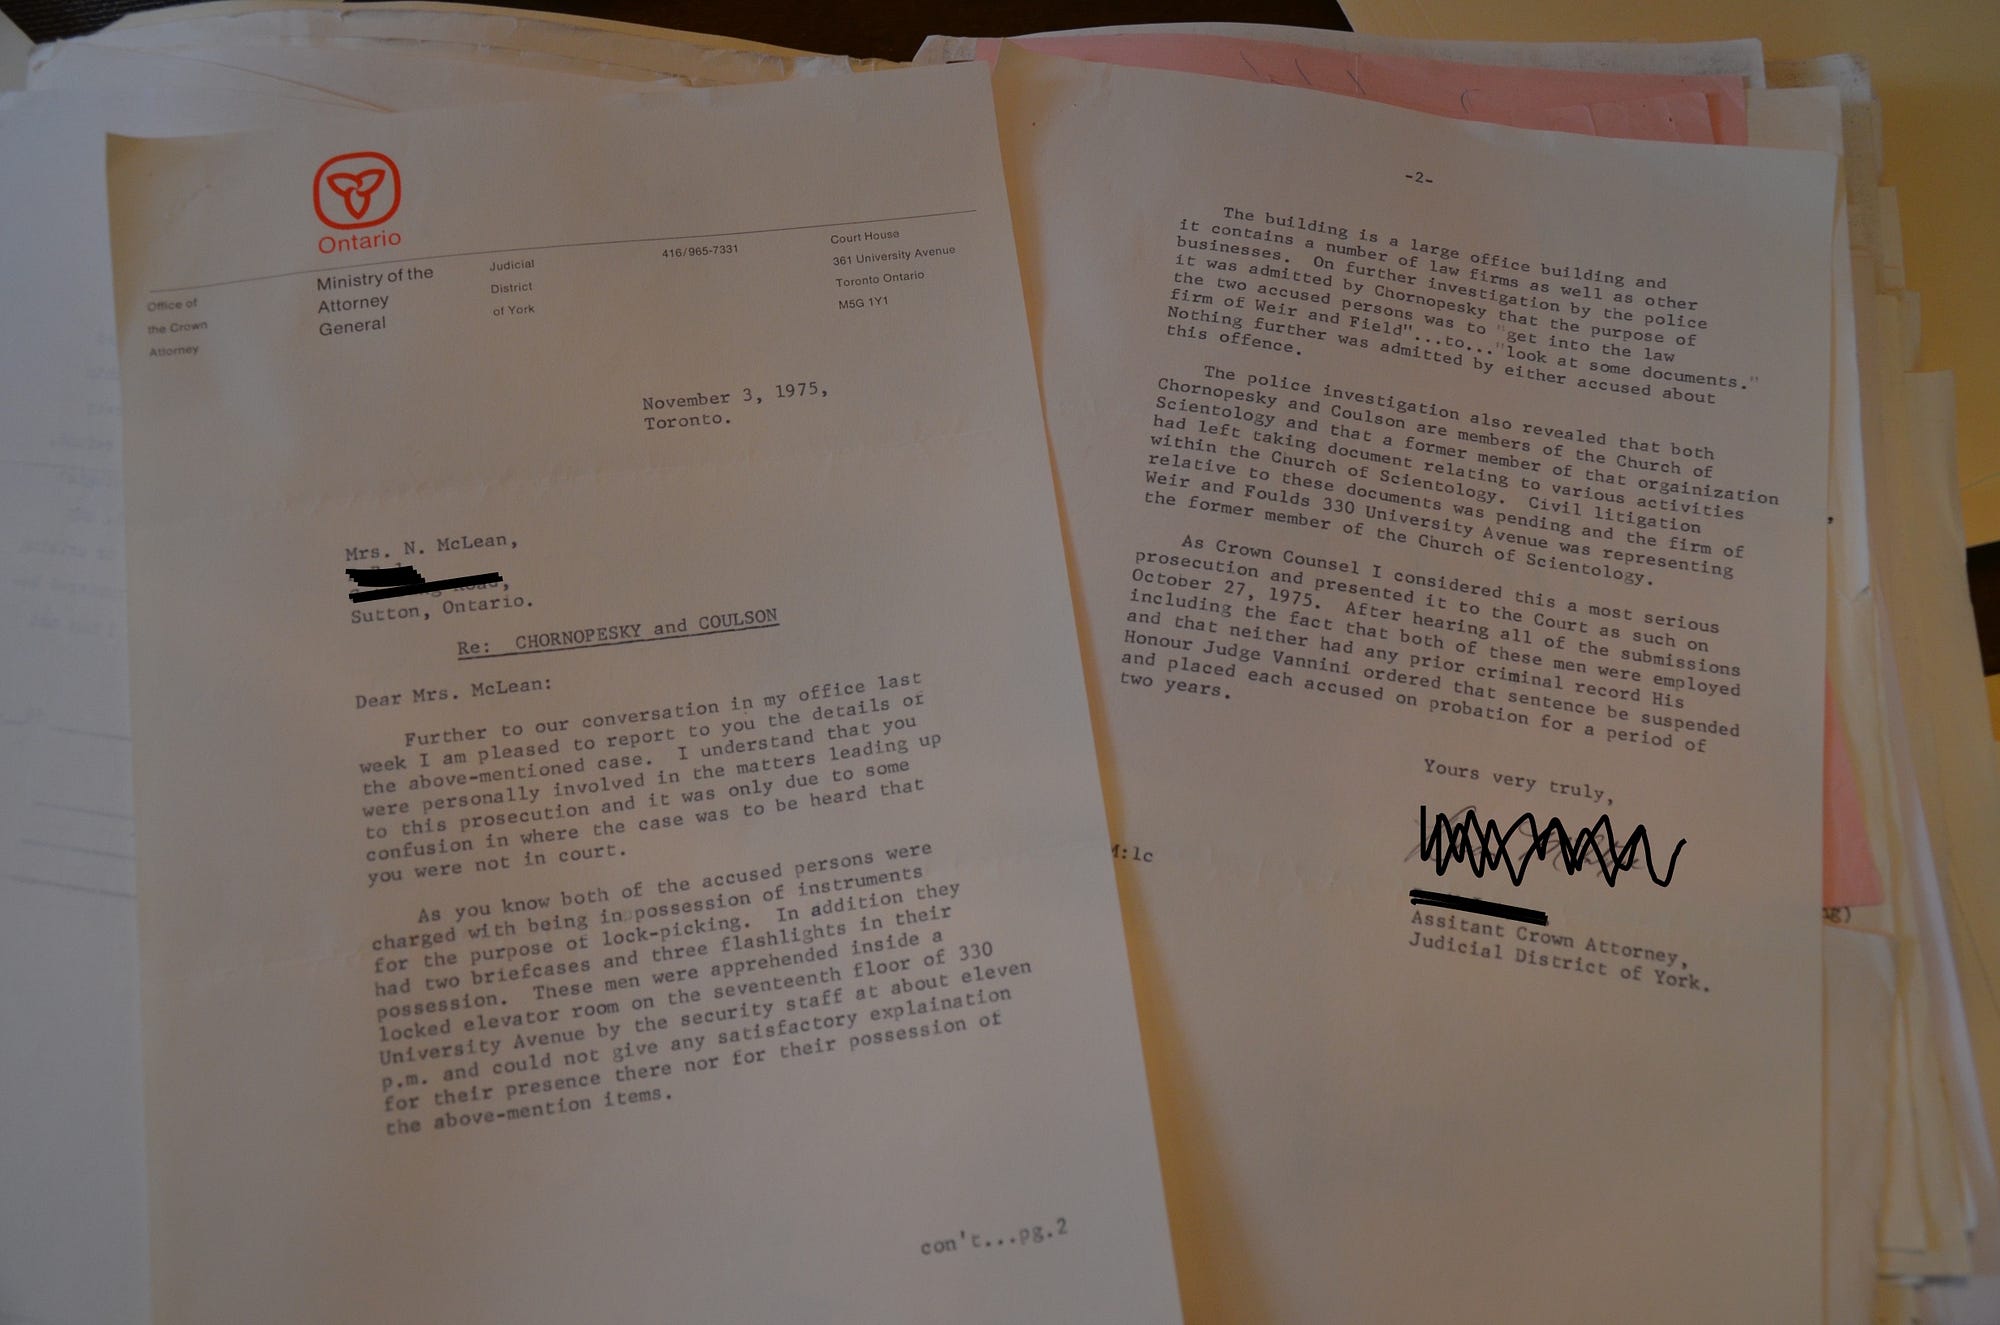 Ontario
Office of
the Crown
Attorney
Ministry of the
Attorney
General
Judicial
District
of York
416/965-7331
Court House
361 University Avenue
Toronto Ontario
M5G 1Y1
November 3, 1975,
Toronto.
Mrs. N. McLean,
Road,
Sutton, Ontario.
Re: CHORNOPESKY and COULSON
Dear Mrs. McLean:
Further to our conversation in my office last
week I am pleased to report to you the details of
the above-mentioned case. I understand that you
were personally involved in the matters leading up
to this prosecution and it was only due to some
confusion in where the case was to be heard that
you were not in court.
As you know both of the accused persons were
charged with being in possession of instruments
for the purpose of lock-picking. In addition they
had two briefcases and three flashlights in their
possession. These men were apprehended inside a
locked elevator room on the seventeenth floor of 330
University Avenue by the security staff at about eleven
p.m. and could not give any satisfactory explaination
for their presence there nor for their possession of
the above-mention items.
con't...pg.2
-2-
The building is a large office building and
it contains a number of law firms as well as other
businesses. On further investigation by the police
it was admitted by Chornopesky that the purpose of
the two accused persons was to "get into the law
firm of Weir and Field"...to..."look at some documents."
Nothing further was admitted by either accused about
this offence.
The police investigation also revealed that both
Chornopesky and Coulson are members of the Church of
Scientology and that a former member of that orgainization
had left taking document relating to various activities
within the Church of Scientology. Civil litigation
relative to these documents was pending and the firm of
Weir and Foulds 330 University Avenue was representing
the former member of the Church of Scientology.
As Crown Counsel I considered this a most serious
prosecution and presented it to the Court as such on
October 27, 1975. After hearing all of the submissions
including the fact that both of these men were employed
and that neither had any prior criminal record His
Honour Judge Vannini ordered that sentence be suspended
and placed each accused on probation for a period of
two years.
Yours very truly,
M:lc
Assitant Crown Attorney,
Judicial District of York.